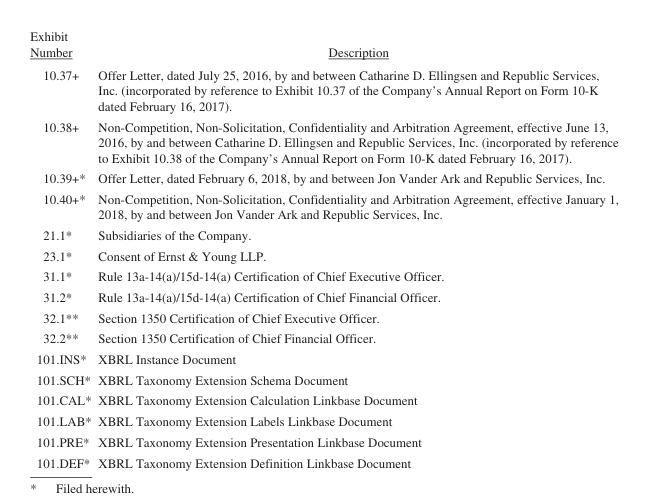 Exhibit
Number Description
10.37+ Offer Letter, dated July 25, 2016, by and between Catharine D. Ellingsen and Republic Services,
Inc. (incorporated by reference to Exhibit 10.37 of the Company’s Annual Report on Form 10-K
dated February 16, 2017).
10.38+ Non-Competition, Non-Solicitation, Confidentiality and Arbitration Agreement, effective June 13,
2016, by and between Catharine D. Ellingsen and Republic Services, Inc. (incorporated by reference
to Exhibit 10.38 of the Company’s Annual Report on Form 10-K dated February 16, 2017).
10.39+* Offer Letter, dated February 6, 2018, by and between Jon Vander Ark and Republic Services, Inc.
10.40+* Non-Competition, Non-Solicitation, Confidentiality and Arbitration Agreement, effective January 1,
2018, by and between Jon Vander Ark and Republic Services, Inc.
21.1* Subsidiaries of the Company.
23.1* Consent of Ernst & Young LLP.
31.1* Rule 13a-14(a)/15d-14(a) Certification of Chief Executive Officer.
31.2* Rule 13a-14(a)/15d-14(a) Certification of Chief Financial Officer.
32.1** Section 1350 Certification of Chief Executive Officer.
32.2** Section 1350 Certification of Chief Financial Officer.
101.INS* XBRL Instance Document
101.SCH* XBRL Taxonomy Extension Schema Document
101.CAL* XBRL Taxonomy Extension Calculation Linkbase Document
101.LAB* XBRL Taxonomy Extension Labels Linkbase Document
101.PRE* XBRL Taxonomy Extension Presentation Linkbase Document
101.DEF* XBRL Taxonomy Extension Definition Linkbase Document
* Filed herewith.